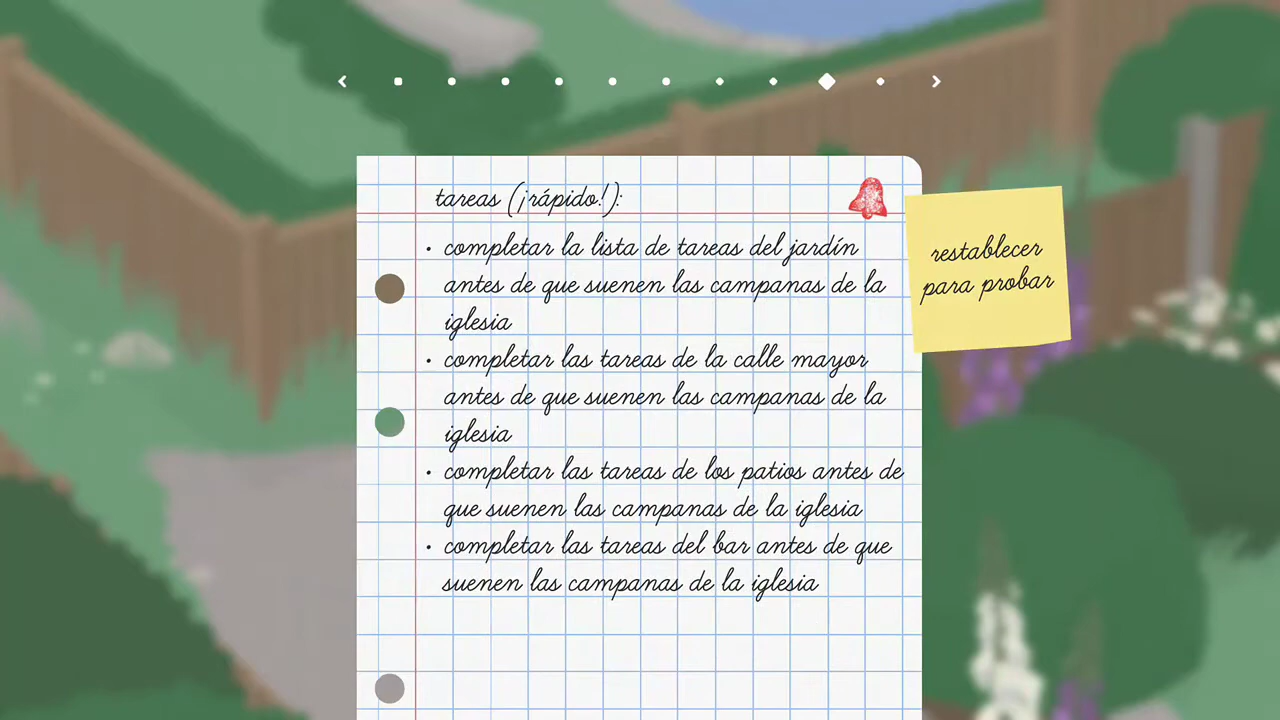 tareas (¡rápido!):
• completar la lista de tareas del jardín
antes de que suenen las campanas de la
iglesia
• completar las tareas de la calle mayor
antes de que suenen las campanas de la
iglesia
• completar las tareas de los patios antes de
que suenen las campanas de la iglesia
• completar las tareas del bar antes de que
suenen las campanas de la iglesia
restablecer
para probar